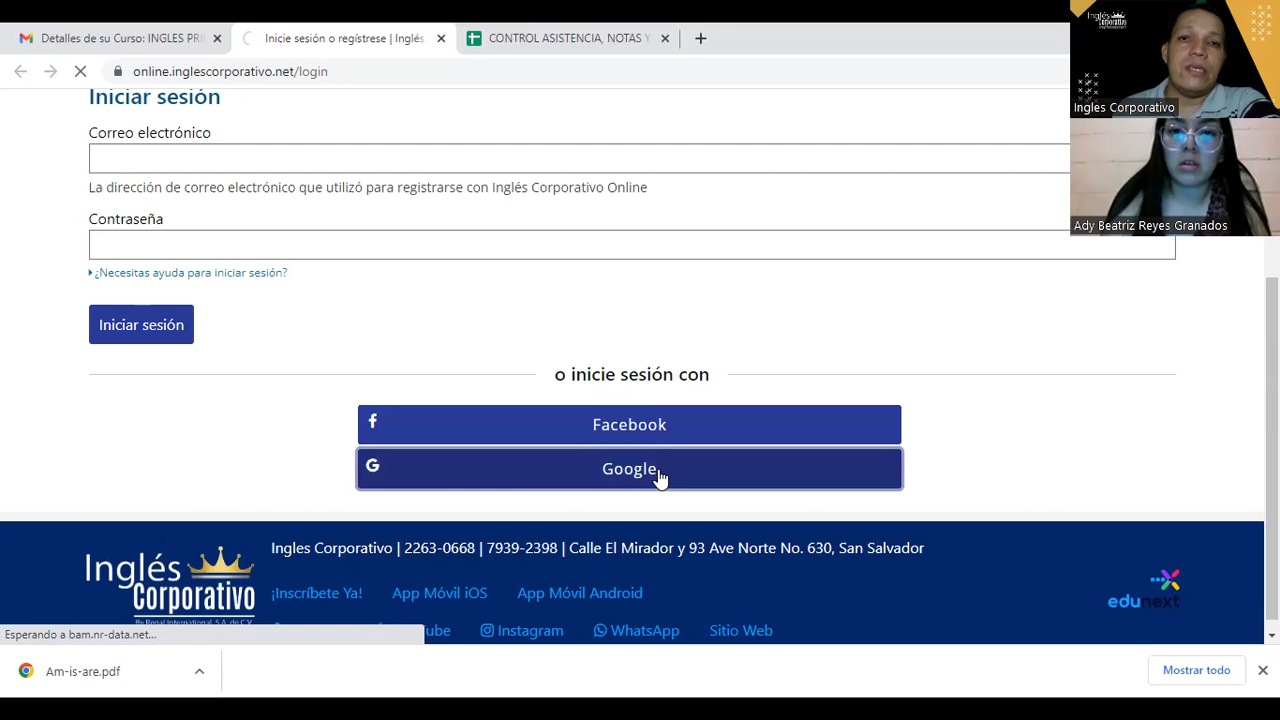 Detalles de su Curso: INGLES PRI
Inicie sesión o regístrese | Inglés
CONTROL ASISTENCIA, NOTAS Y
online.inglescorporativo.net/login
Inglés
Corporativo
Ingles Corporativo
Ady Beatriz Reyes Granados
Iniciar sesión
Correo electrónico
La dirección de correo electrónico que utilizó para registrarse con Inglés Corporativo Online
Contraseña
¿Necesitas ayuda para iniciar sesión?
Iniciar sesión
o inicie sesión con
Facebook
Google
Inglés
Corporativo
Ingles Corporativo | 2263-0668 | 7939-2398 | Calle El Mirador y 93 Ave Norte No. 630, San Salvador
¡Inscríbete Ya! App Móvil iOS App Móvil Android
edunext
Instagram WhatsApp Sitio Web
Esperando a bam.nr-data.net...
Am-is-are.pdf
Mostrar todo